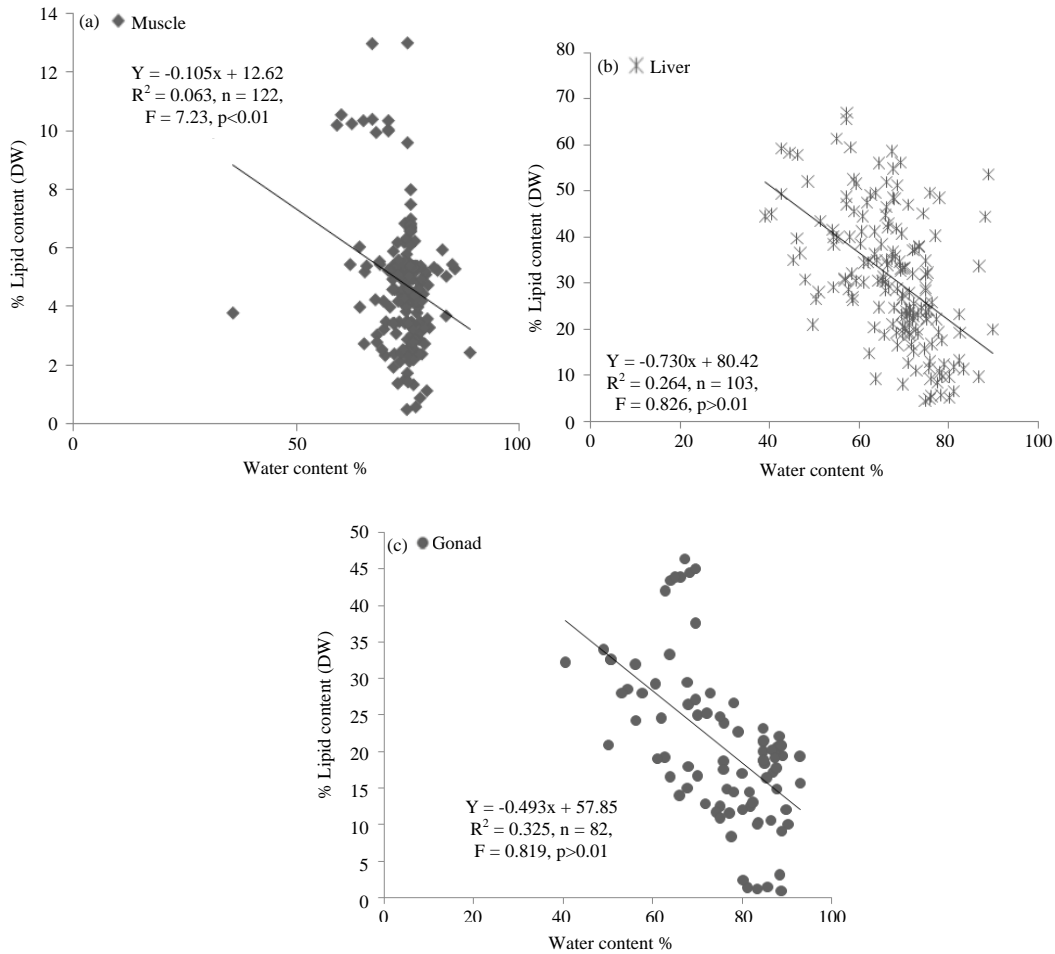 (a) Muscle
Y = -0.105x + 12.62
R² = 0.063, n = 122,
F = 7.23, p<0.01
% Lipid content (DW)
14
12
10
8
6
4
2
0
0 50 100
Water content %
(b) Liver
Y = -0.730x + 80.42
R² = 0.264, n = 103,
F = 0.826, p>0.01
% Lipid content (DW)
80
70
60
50
40
30
20
10
0
0 20 40 60 80 100
Water content %
(c) Gonad
Y = -0.493x + 57.85
R² = 0.325, n = 82,
F = 0.819, p>0.01
% Lipid content (DW)
50
45
40
35
30
25
20
15
10
5
0
0 40 60 80 100
Water content %